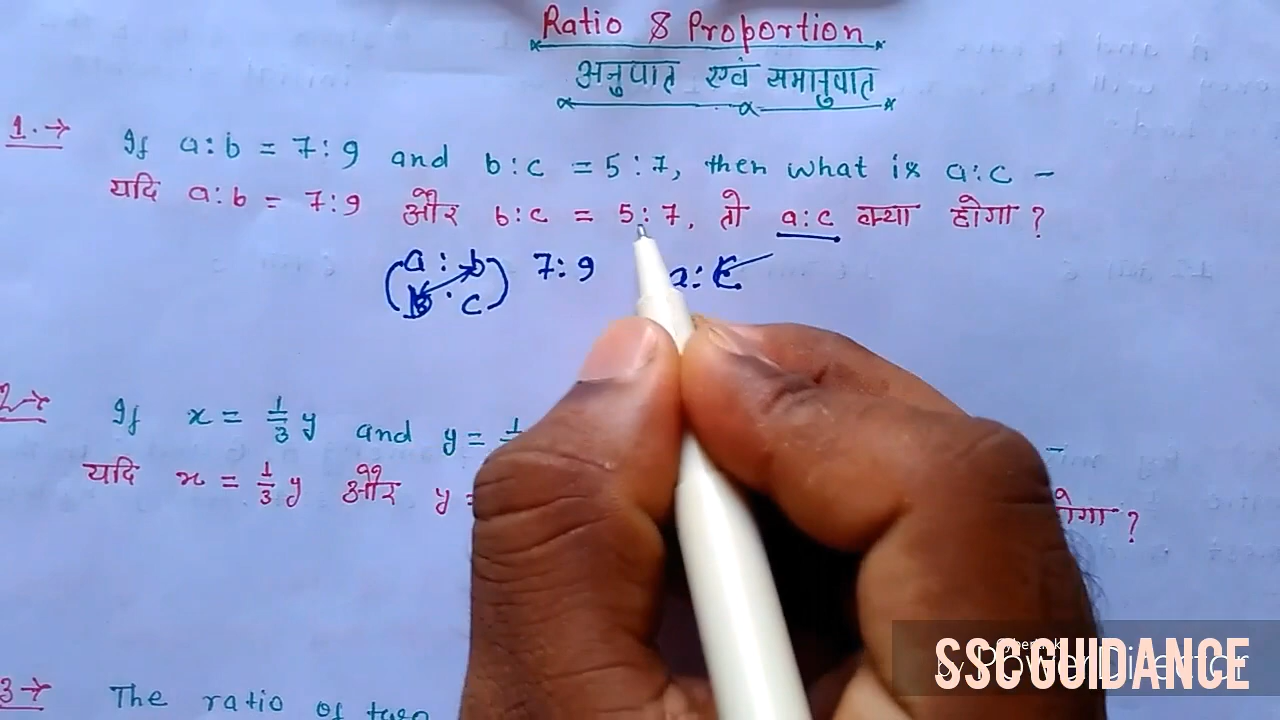 Ratio & Proportion
अनुपात एवं समानुपात
1.→ If a:b = 7:9 and b:c = 5:7, then what is a:c -
यदि a:b = 7:9 और b:c = 5:7, तो a:c क्या होगा ?
(a : b) 7:9 a:c
b : c
2→ If x = 1/3 y and y =
यदि x = 1/3 y और y = होगा ?
3→ The ratio of two
SSCGUIDANCE
by PowerDirector